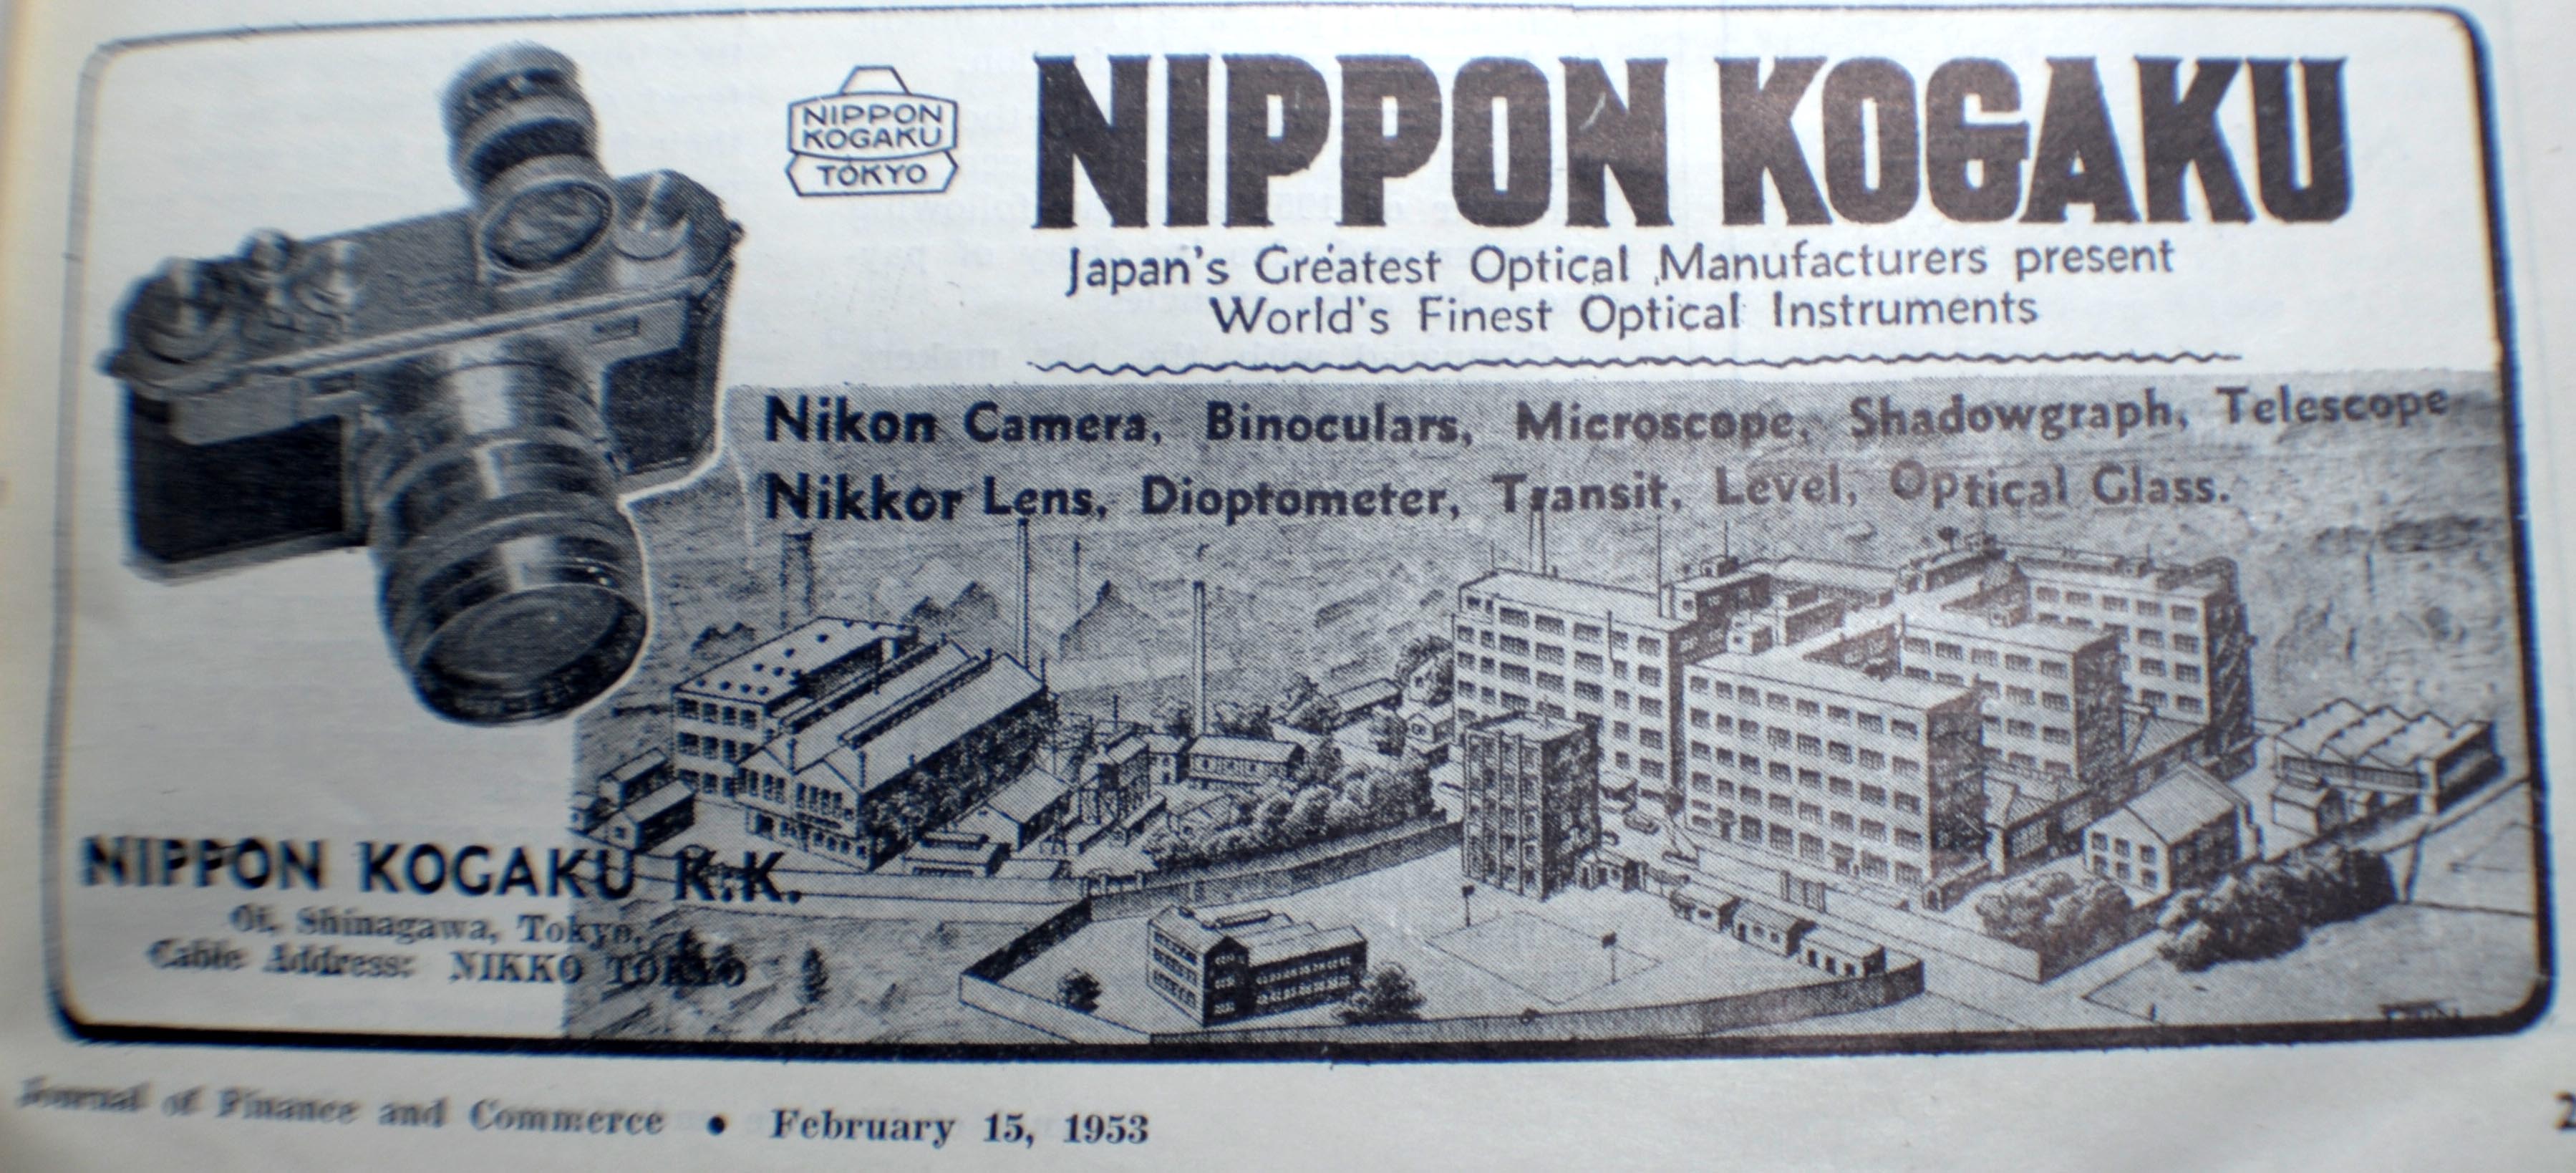 NIPPON
KOGAKU
TOKYO
NIPPON KOGAKU
Japan's Greatest Optical Manufacturers present
World's Finest Optical Instruments
Nikon Camera, Binoculars, Microscope, Shadowgraph, Telescope
Nikkor Lens, Dioptometer, Transit, Level, Optical Glass.
NIPPON KOGAKU K.K.
Oi, Shinagawa, Tokyo.
Cable Address: NIKKO TOKYO
Journal of Finance and Commerce • February 15, 1953
2